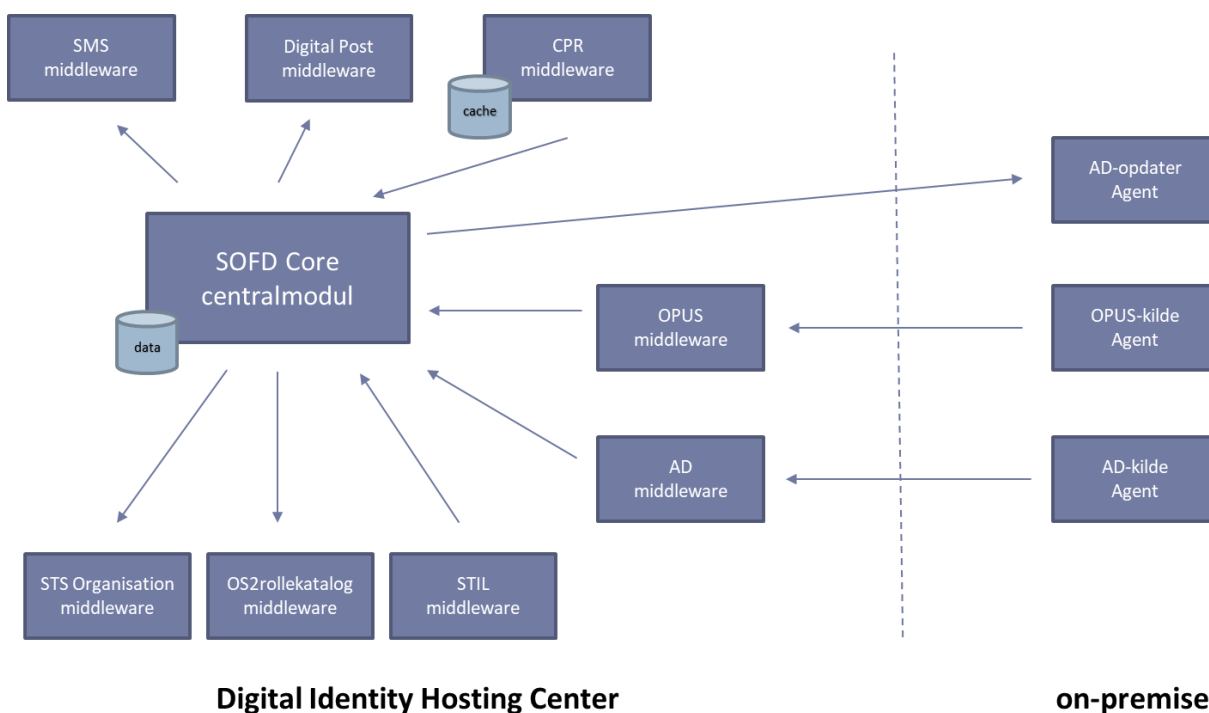 SMS
middleware
Digital Post
middleware
CPR
middleware
cache
AD-opdater
Agent
SOFD Core
centralmodul
data
OPUS
middleware
OPUS-kilde
Agent
AD
middleware
AD-kilde
Agent
STS Organisation
middleware
OS2rollekatalog
middleware
STIL
middleware
Digital Identity Hosting Center
on-premise